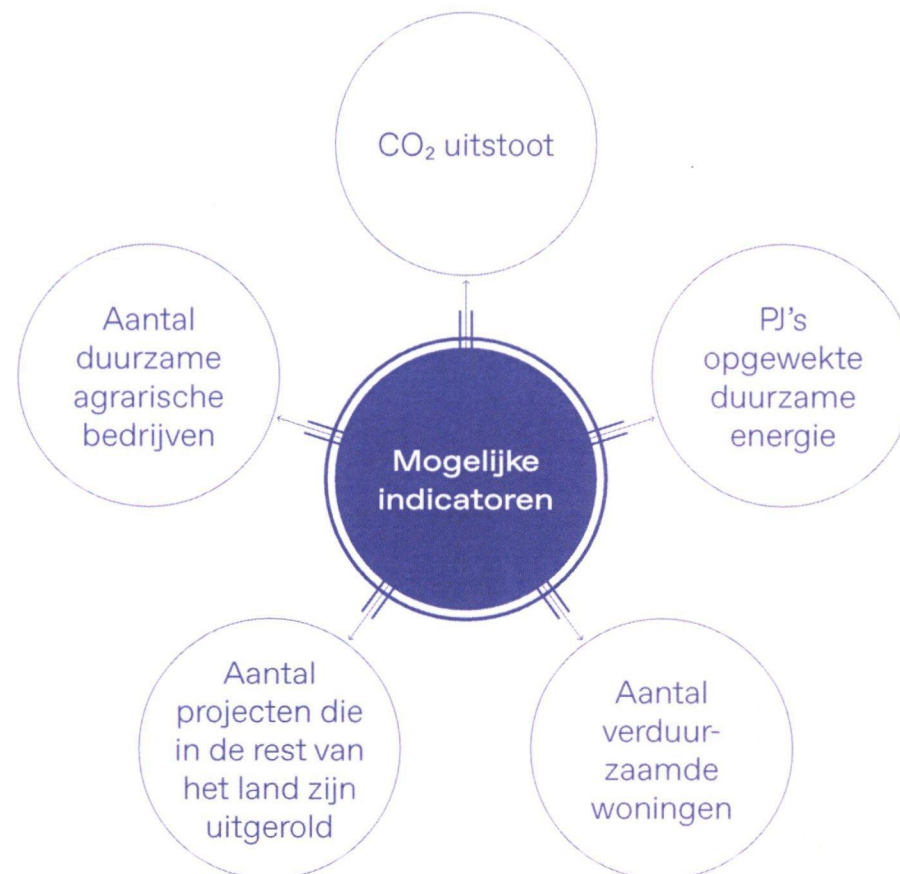 CO₂ uitstoot
Aantal
duurzame
agrarische
bedrijven
PJ's
opgewekte
duurzame
energie
Mogelijke
indicatoren
Aantal
projecten die
in de rest van
het land zijn
uitgerold
Aantal
verduur-
zaamde
woningen